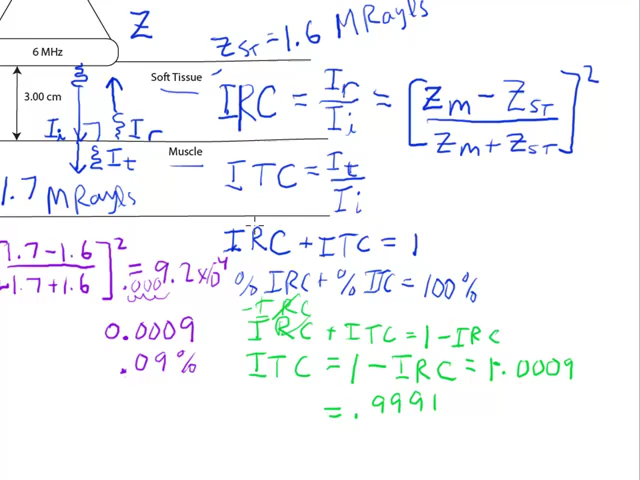 Z
Z_ST = 1.6 MRayls
6 MHz
Soft Tissue
3.00 cm
I_i I_r
IRC = I_r / I_i = [ (Z_m - Z_ST) / (Z_m + Z_ST) ]²
I_t
Muscle
ITC = I_t / I_i
1.7 MRayls
IRC + ITC = 1
[ (1.7 - 1.6) / (1.7 + 1.6) ]² = 9.2 x 10⁻⁴
.000
% IRC + % ITC = 100%
0.0009
.09%
-IRC
IRC + ITC = 1 - IRC
ITC = 1 - IRC = 1.0009
= .9991